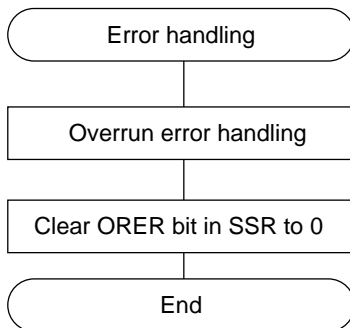 Error handling
Overrun error handling
Clear ORER bit in SSR to 0
End